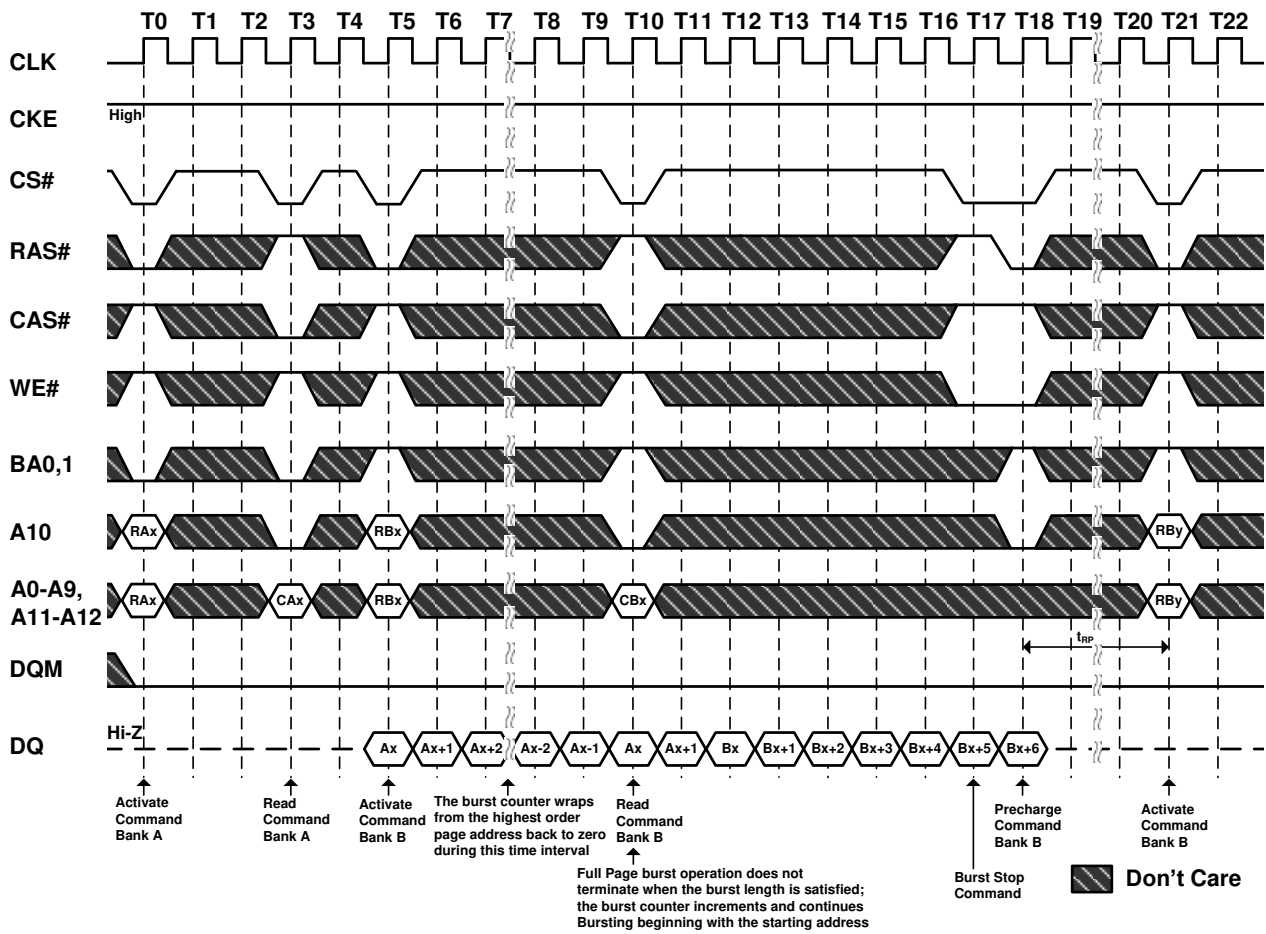 T0 T1 T2 T3 T4 T5 T6 T7 T8 T9 T10 T11 T12 T13 T14 T15 T16 T17 T18 T19 T20 T21 T22
CLK
CKE High
CS#
RAS#
CAS#
WE#
BA0,1
A10 RAx RBx RBy
A0-A9,
A11-A12 RAx CAx RBx CBx RBy
tRP
DQM
DQ Hi-Z Ax Ax+1 Ax+2 Ax-2 Ax-1 Ax Ax+1 Bx Bx+1 Bx+2 Bx+3 Bx+4 Bx+5 Bx+6
Activate
Command
Bank A
Read
Command
Bank A
Activate
Command
Bank B
The burst counter wraps
from the highest order
page address back to zero
during this time interval
Read
Command
Bank B
Full Page burst operation does not
terminate when the burst length is satisfied;
the burst counter increments and continues
Bursting beginning with the starting address
Burst Stop
Command
Precharge
Command
Bank B
Activate
Command
Bank B
Don't Care